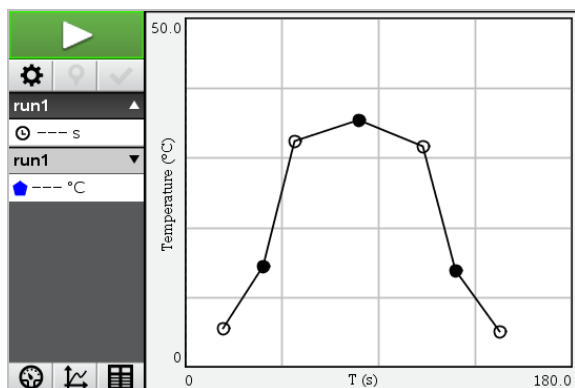 run1
--- s
run1
--- °C
50.0
Temperature (°C)
0
0
T (s)
180.0